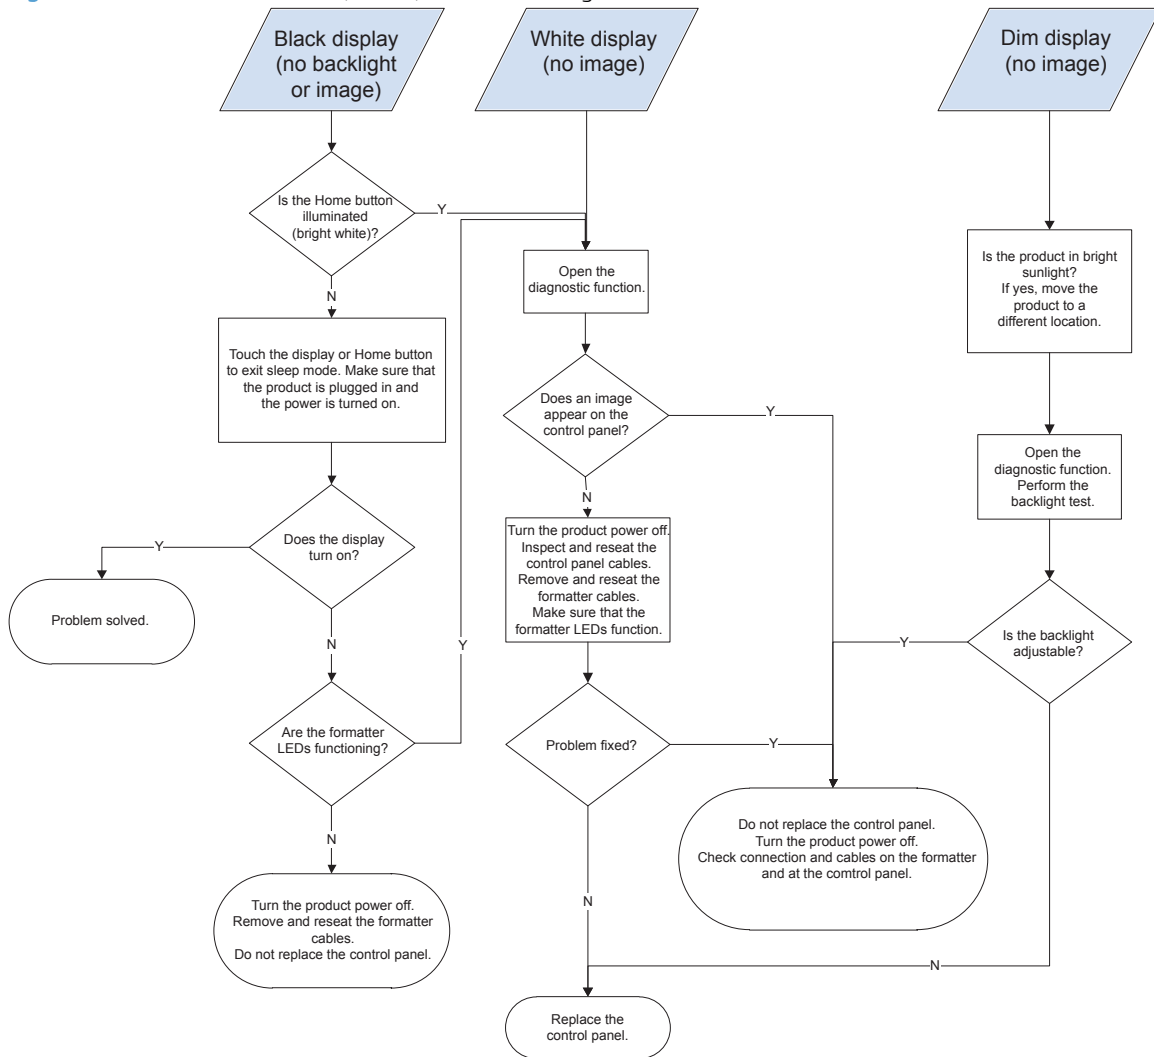 Black display
(no backlight
or image)
White display
(no image)
Dim display
(no image)
Is the Home button
illuminated
(bright white)?
Y
N
Touch the display or Home button
to exit sleep mode. Make sure that
the product is plugged in and
the power is turned on.
Does the display
turn on?
Y
Problem solved.
N
Are the formatter
LEDs functioning?
Y
N
Turn the product power off.
Remove and reseat the formatter
cables.
Do not replace the control panel.
Open the
diagnostic function.
Does an image
appear on the
control panel?
Y
N
Turn the product power off.
Inspect and reseat the
control panel cables.
Remove and reseat the
formatter cables.
Make sure that the
formatter LEDs function.
Problem fixed?
Y
N
Do not replace the control panel.
Turn the product power off.
Check connection and cables on the formatter
and at the comtrol panel.
Replace the
control panel.
Is the product in bright
sunlight?
If yes, move the
product to a
different location.
Open the
diagnostic function.
Perform the
backlight test.
Is the backlight
adjustable?
Y
N